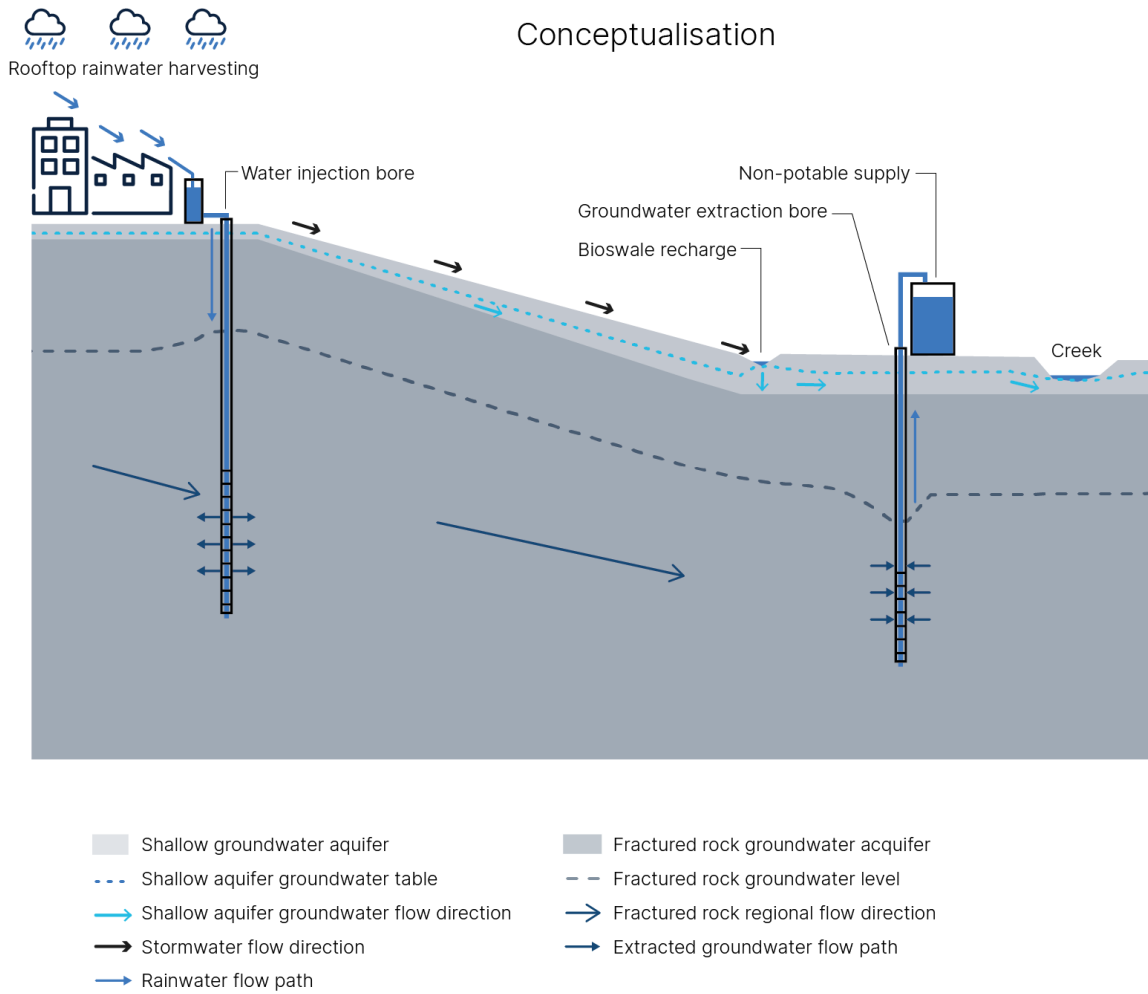 Conceptualisation
Rooftop rainwater harvesting
Water injection bore
Non-potable supply
Groundwater extraction bore
Bioswale recharge
Creek
Shallow groundwater aquifer
Shallow aquifer groundwater table
Shallow aquifer groundwater flow direction
Stormwater flow direction
Rainwater flow path
Fractured rock groundwater acquifer
Fractured rock groundwater level
Fractured rock regional flow direction
Extracted groundwater flow path